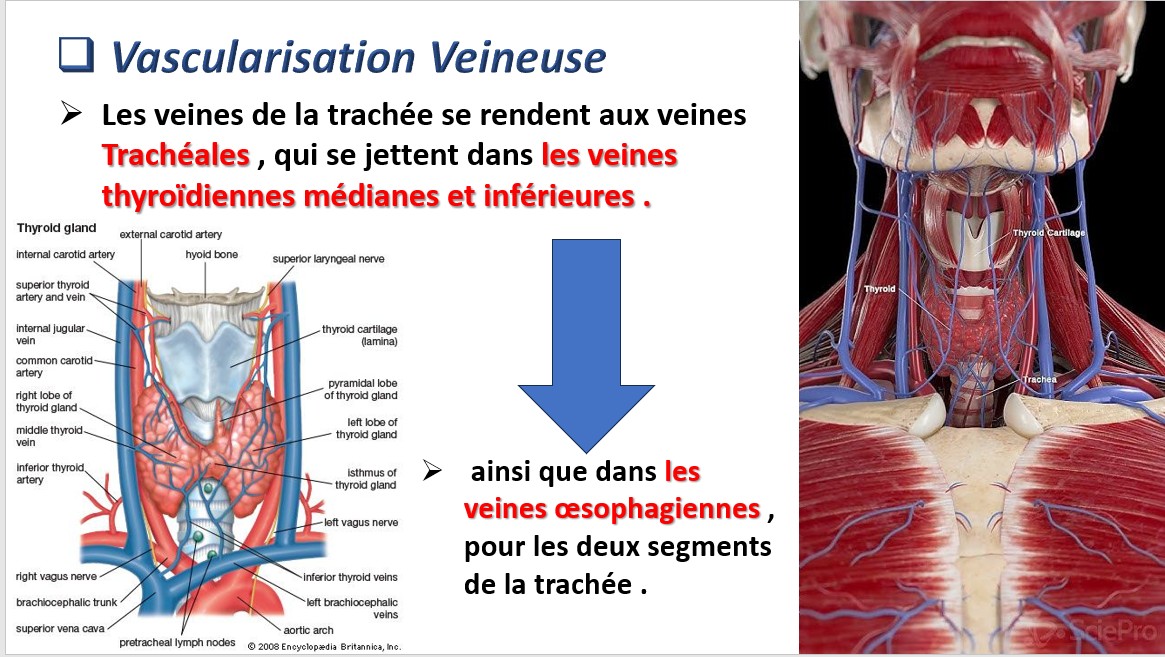 Vascularisation Veineuse
Les veines de la trachée se rendent aux veines
Trachéales , qui se jettent dans les veines
thyroïdiennes médianes et inférieures .
Thyroid gland
external carotid artery
internal carotid artery
hyoid bone
superior laryngeal nerve
superior thyroid
artery and vein
internal jugular
vein
thyroid cartilage
(lamina)
common carotid
artery
pyramidal lobe
of thyroid gland
right lobe of
thyroid gland
left lobe of
thyroid gland
middle thyroid
vein
inferior thyroid
artery
isthmus of
thyroid gland
left vagus nerve
right vagus nerve
inferior thyroid veins
brachiocephalic trunk
left brachiocephalic
veins
superior vena cava
aortic arch
pretracheal lymph nodes
© 2008 Encyclopædia Britannica, Inc.
ainsi que dans les
veines œsophagiennes ,
pour les deux segments
de la trachée .
Thyroid Cartilage
Thyroid
Trachea
SciePro